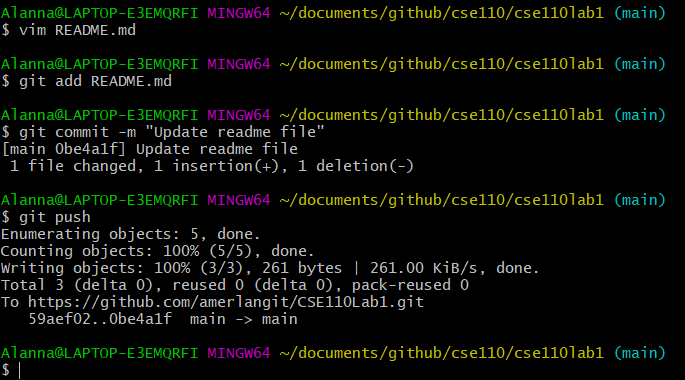 Alanna@LAPTOP-E3EMQRFI MINGW64 ~/documents/github/cse110/cse110lab1 (main)
$ vim README.md
Alanna@LAPTOP-E3EMQRFI MINGW64 ~/documents/github/cse110/cse110lab1 (main)
$ git add README.md
Alanna@LAPTOP-E3EMQRFI MINGW64 ~/documents/github/cse110/cse110lab1 (main)
$ git commit -m "Update readme file"
[main 0be4a1f] Update readme file
 1 file changed, 1 insertion(+), 1 deletion(-)
Alanna@LAPTOP-E3EMQRFI MINGW64 ~/documents/github/cse110/cse110lab1 (main)
$ git push
Enumerating objects: 5, done.
Counting objects: 100% (5/5), done.
Writing objects: 100% (3/3), 261 bytes | 261.00 KiB/s, done.
Total 3 (delta 0), reused 0 (delta 0), pack-reused 0
To https://github.com/amerlangit/CSE110Lab1.git
   59aef02..0be4a1f  main -> main
Alanna@LAPTOP-E3EMQRFI MINGW64 ~/documents/github/cse110/cse110lab1 (main)
$